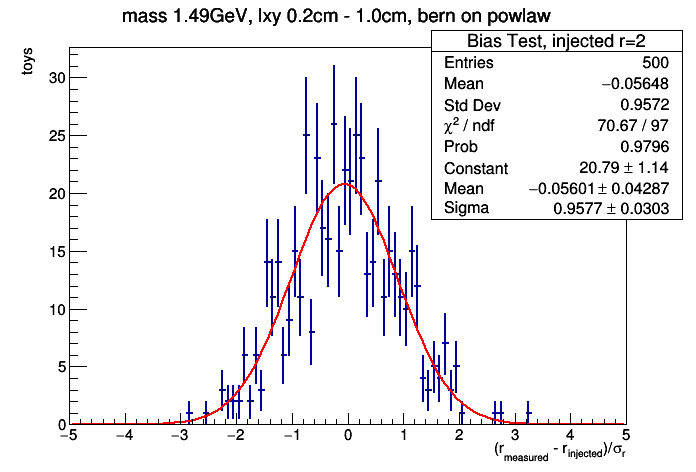 mass 1.49GeV, lxy 0.2cm - 1.0cm, bern on powlaw
Bias Test, injected r=2
Entries 500
Mean −0.05648
Std Dev 0.9572
χ² / ndf 70.67 / 97
Prob 0.9796
Constant 20.79 ± 1.14
Mean −0.05601 ± 0.04287
Sigma 0.9577 ± 0.0303
toys
30
25
20
15
10
5
0
−5 −4 −3 −2 −1 0 1 2 3 4 5
(r_measured - r_injected)/σ_r